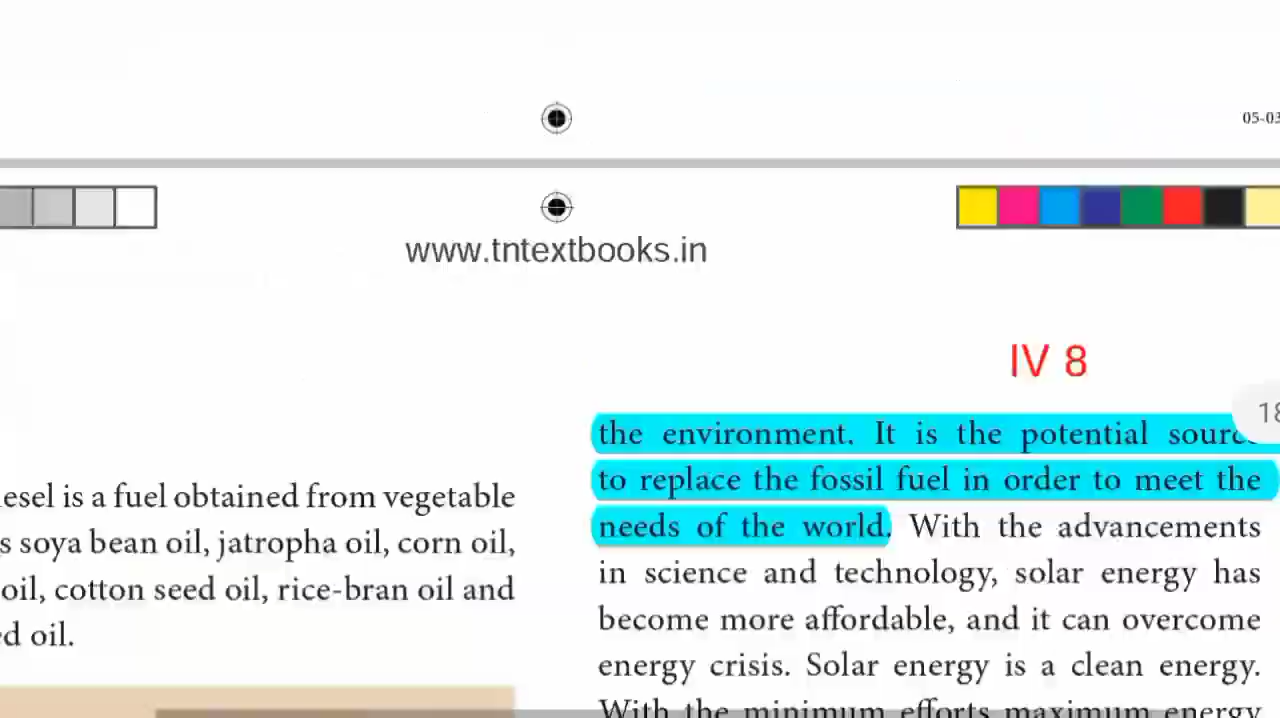 05-03
www.tntextbooks.in
IV 8
18
is a fuel obtained from vegetable
soya bean oil, jatropha oil, corn oil,
oil, cotton seed oil, rice-bran oil and
oil.
the environment. It is the potential source
to replace the fossil fuel in order to meet the
needs of the world. With the advancements
in science and technology, solar energy has
become more affordable, and it can overcome
energy crisis. Solar energy is a clean energy.
With the minimum efforts maximum energy